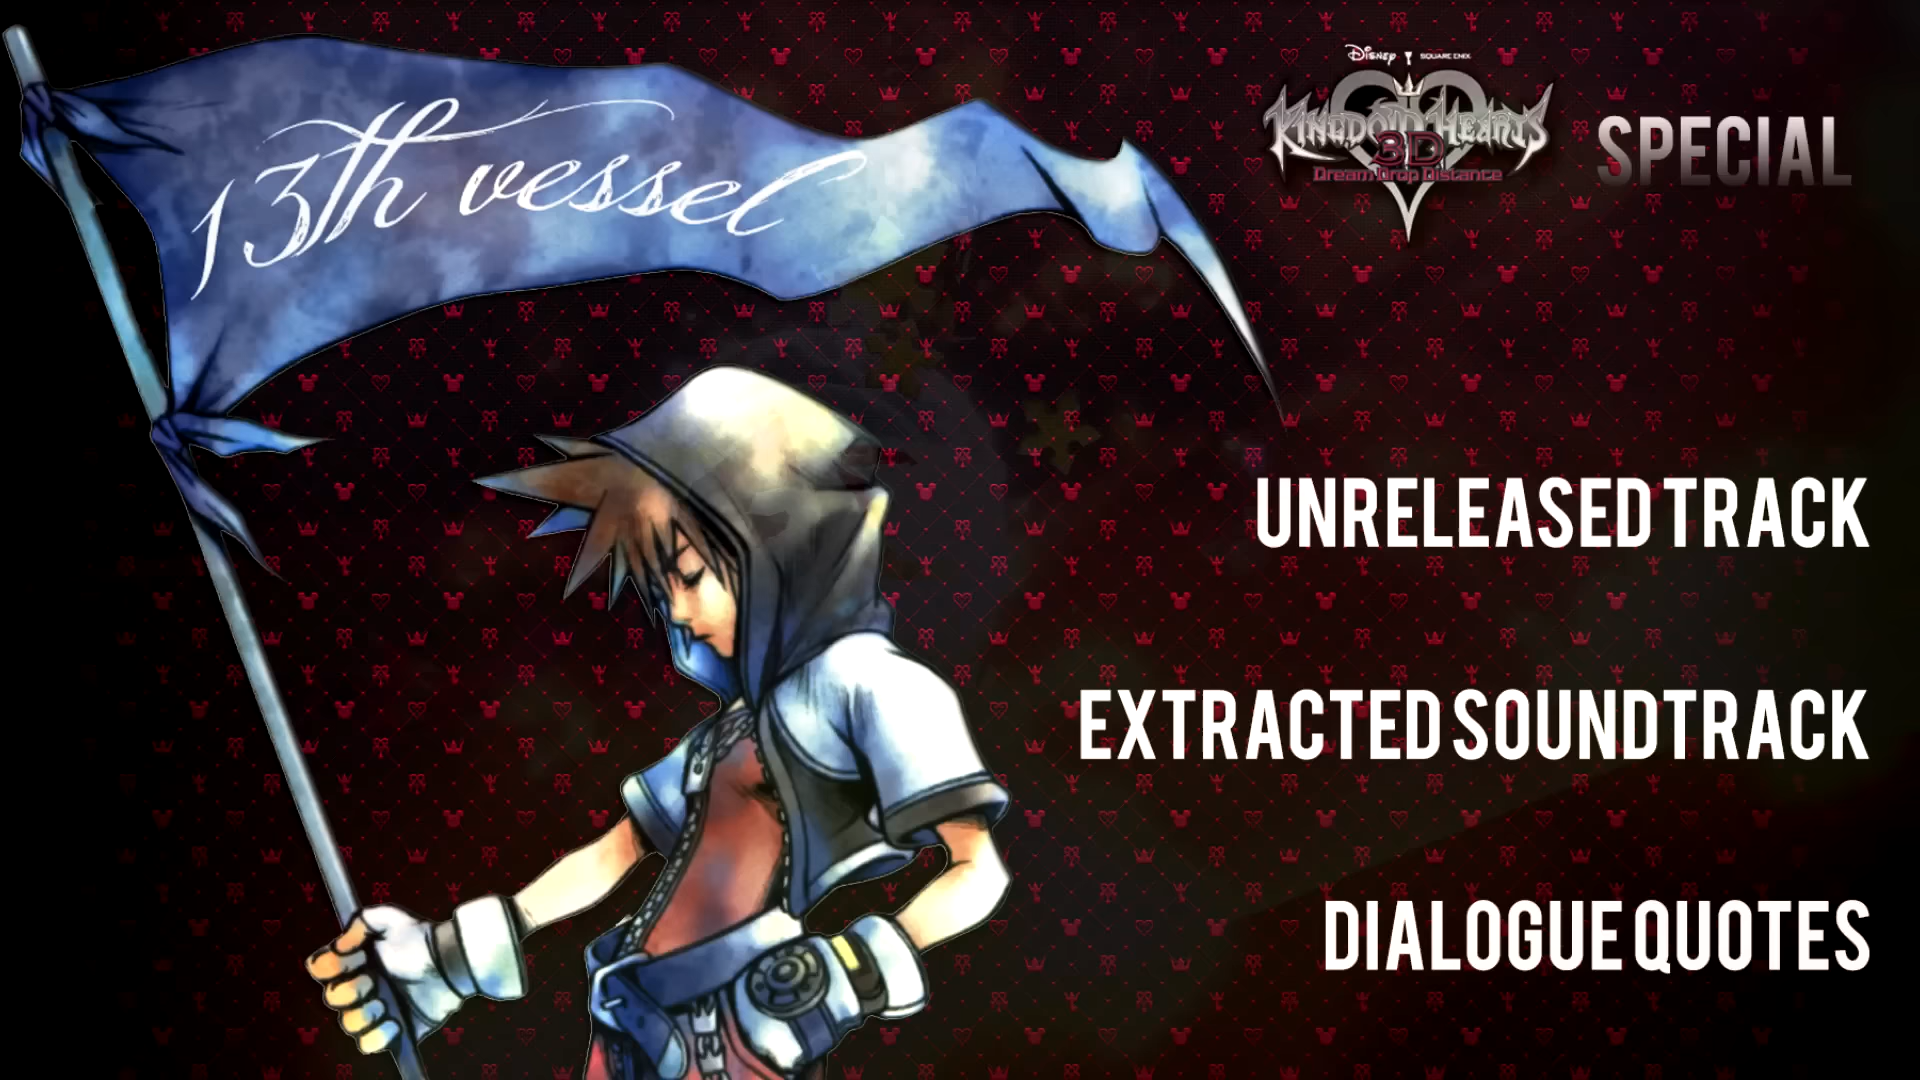 13th vessel
Disney SQUARE ENIX
KINGDOM HEARTS
3D
Dream Drop Distance
SPECIAL
UNRELEASED TRACK
EXTRACTED SOUNDTRACK
DIALOGUE QUOTES